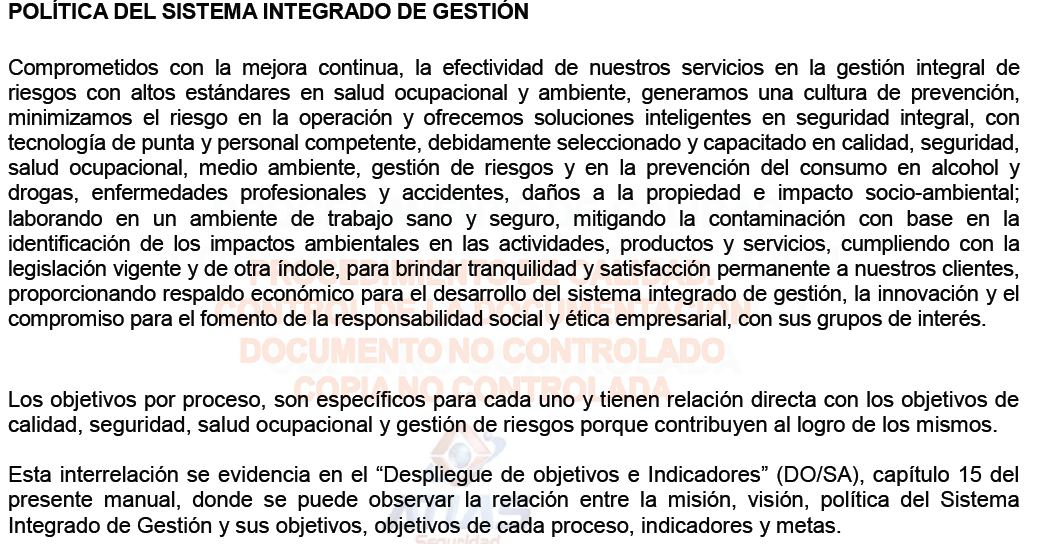 POLÍTICA DEL SISTEMA INTEGRADO DE GESTIÓN
Comprometidos con la mejora continua, la efectividad de nuestros servicios en la gestión integral de
riesgos con altos estándares en salud ocupacional y ambiente, generamos una cultura de prevención,
minimizamos el riesgo en la operación y ofrecemos soluciones inteligentes en seguridad integral, con
tecnología de punta y personal competente, debidamente seleccionado y capacitado en calidad, seguridad,
salud ocupacional, medio ambiente, gestión de riesgos y en la prevención del consumo en alcohol y
drogas, enfermedades profesionales y accidentes, daños a la propiedad e impacto socio-ambiental;
laborando en un ambiente de trabajo sano y seguro, mitigando la contaminación con base en la
identificación de los impactos ambientales en las actividades, productos y servicios, cumpliendo con la
legislación vigente y de otra índole, para brindar tranquilidad y satisfacción permanente a nuestros clientes,
proporcionando respaldo económico para el desarrollo del sistema integrado de gestión, la innovación y el
compromiso para el fomento de la responsabilidad social y ética empresarial, con sus grupos de interés.
PROCEDIMIENTO DE CALIDAD:
CONTROL DE LA DOCUMENTACIÓN
DOCUMENTO NO CONTROLADO
COPIA NO CONTROLADA
Los objetivos por proceso, son específicos para cada uno y tienen relación directa con los objetivos de
calidad, seguridad, salud ocupacional y gestión de riesgos porque contribuyen al logro de los mismos.
Esta interrelación se evidencia en el “Despliegue de objetivos e Indicadores” (DO/SA), capítulo 15 del
presente manual, donde se puede observar la relación entre la misión, visión, política del Sistema
Integrado de Gestión y sus objetivos, objetivos de cada proceso, indicadores y metas.
ATLAS
Seguridad